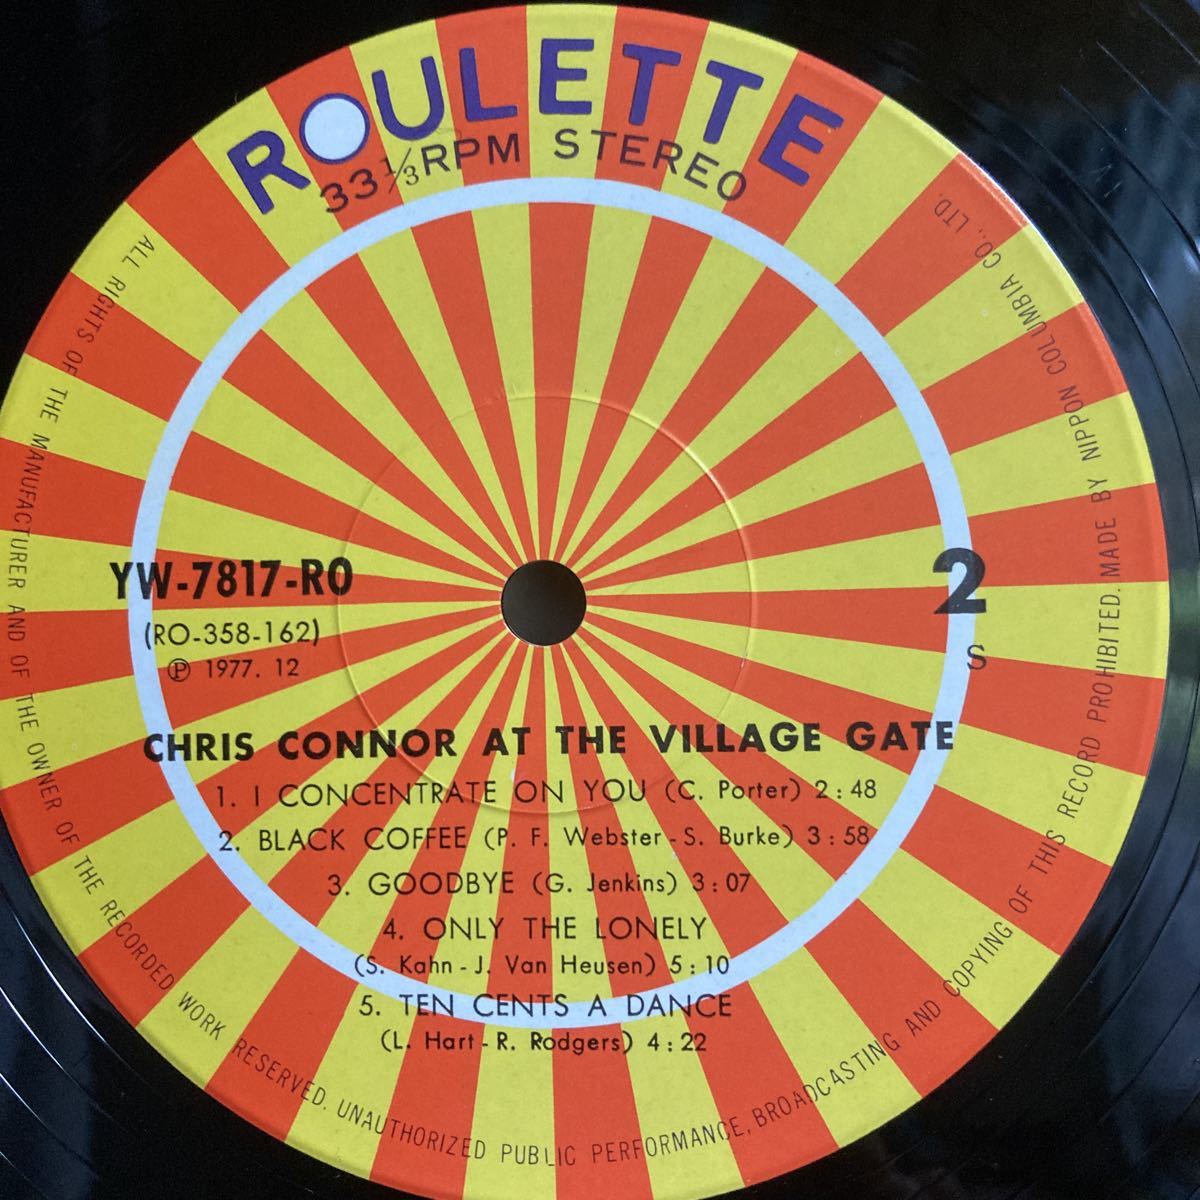 ROULETTE
33⅓RPM STEREO
YW-7817-RO
(RO-358-162)
Ⓟ 1977. 12
2
S
CHRIS CONNOR AT THE VILLAGE GATE
1. I CONCENTRATE ON YOU (C. Porter) 2:48
2. BLACK COFFEE (P. F. Webster-S. Burke) 3:58
3. GOODBYE (G. Jenkins) 3:07
4. ONLY THE LONELY
(S. Kahn-J. Van Heusen) 5:10
5. TEN CENTS A DANCE
(L. Hart-R. Rodgers) 4:22
ALL RIGHTS OF THE MANUFACTURER AND OF THE OWNER OF THE RECORDED WORK RESERVED. UNAUTHORIZED PUBLIC PERFORMANCE, BROADCASTING AND COPYING OF THIS RECORD PROHIBITED. MADE BY NIPPON COLUMBIA CO., LTD.